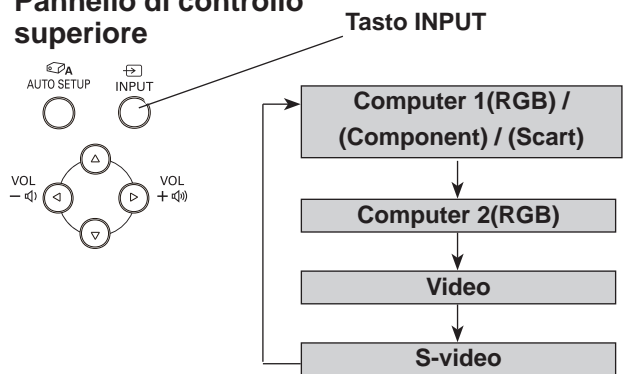 Pannello di controllo
superiore
Tasto INPUT
A
AUTO SETUP
INPUT
VOL
–
VOL
+
Computer 1(RGB) /
(Component) / (Scart)
Computer 2(RGB)
Video
S-video